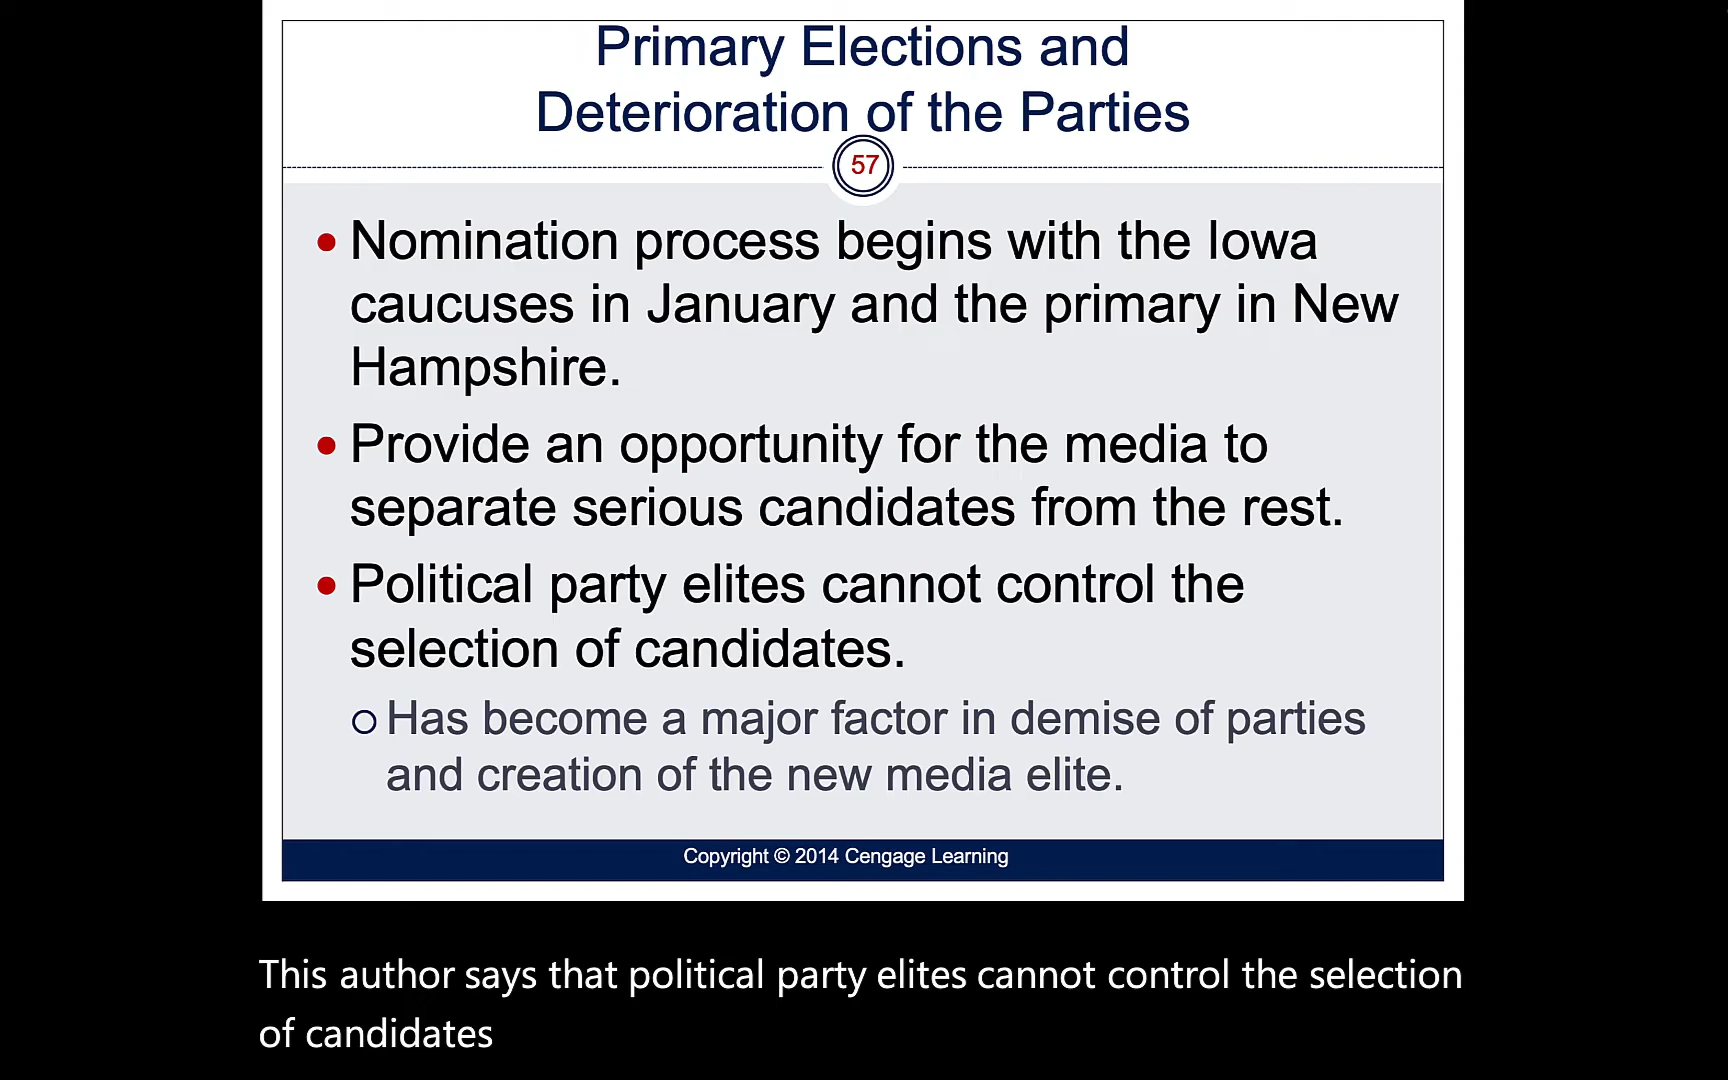 Primary Elections and
Deterioration of the Parties
57
• Nomination process begins with the Iowa
caucuses in January and the primary in New
Hampshire.
• Provide an opportunity for the media to
separate serious candidates from the rest.
• Political party elites cannot control the
selection of candidates.
○ Has become a major factor in demise of parties
and creation of the new media elite.
Copyright © 2014 Cengage Learning
This author says that political party elites cannot control the selection
of candidates